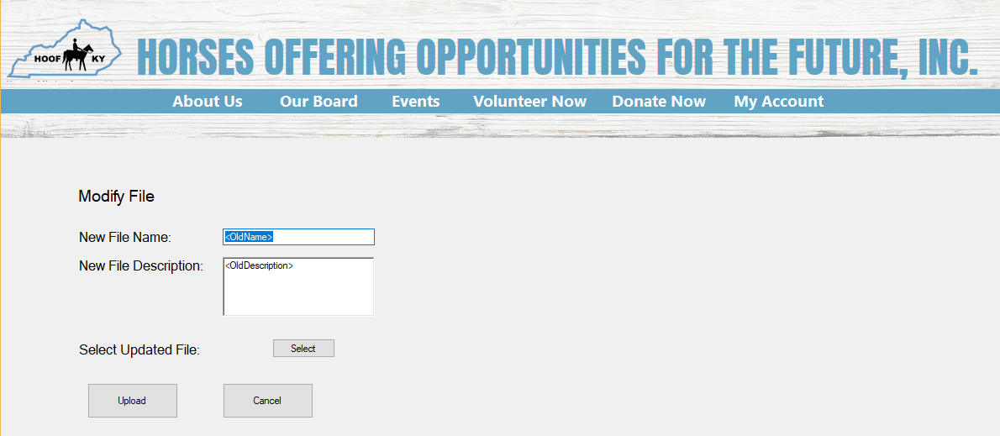 HOOF KY
HORSES OFFERING OPPORTUNITIES FOR THE FUTURE, INC.
About Us Our Board Events Volunteer Now Donate Now My Account
Modify File
New File Name: <OldName>
New File Description: <OldDescription>
Select Updated File: Select
Upload Cancel